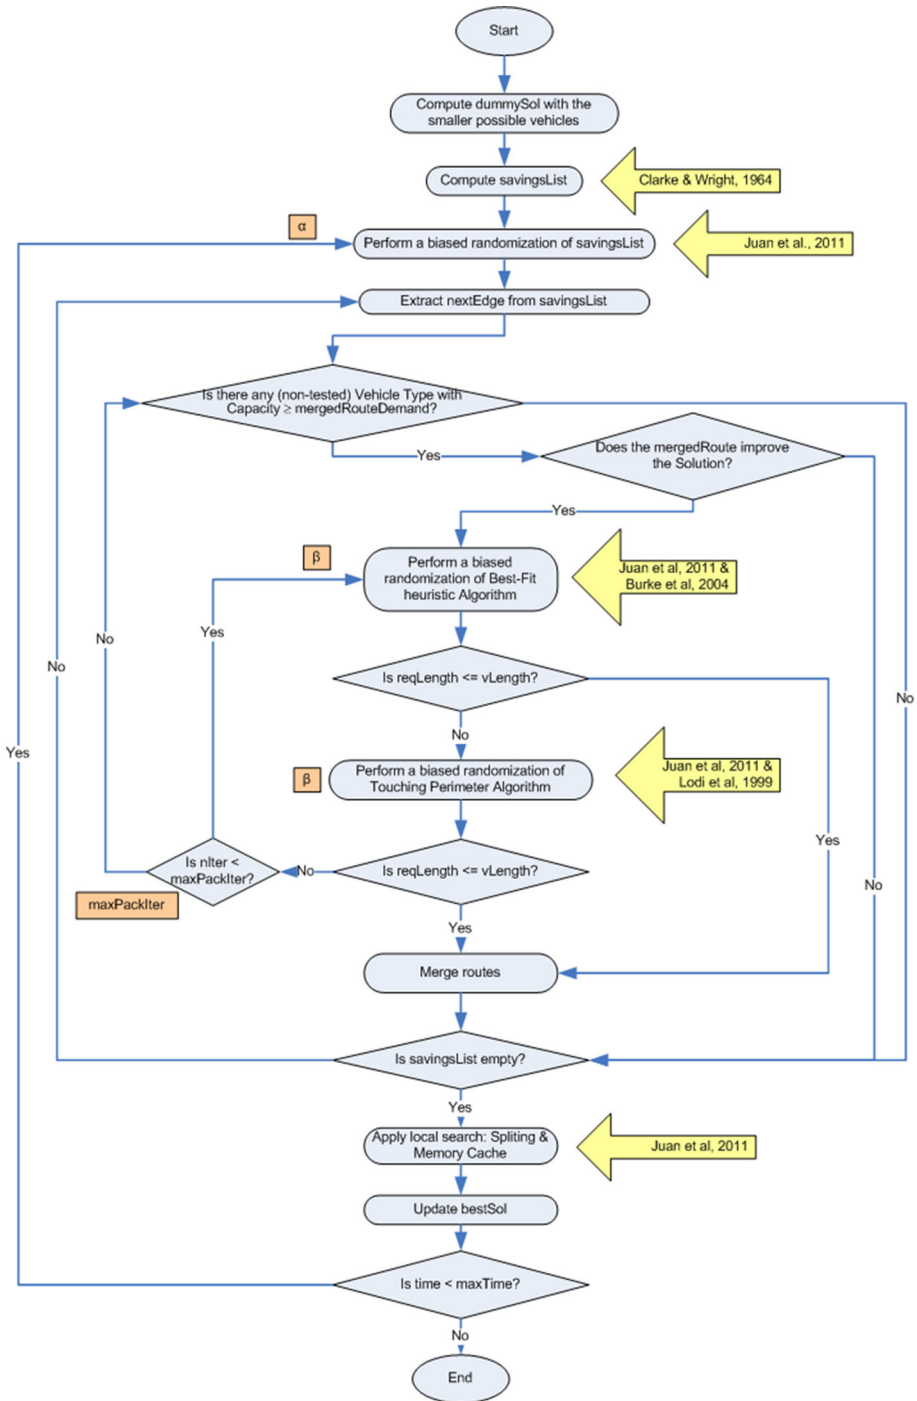 Start
Compute dummySol with the
smaller possible vehicles
Compute savingsList
Clarke & Wright, 1964
α
Perform a biased randomization of savingsList
Juan et al., 2011
Extract nextEdge from savingsList
Is there any (non-tested) Vehicle Type with
Capacity ≥ mergedRouteDemand?
Yes
Does the mergedRoute improve
the Solution?
Yes
β
Perform a biased
randomization of Best-Fit
heuristic Algorithm
Juan et al, 2011 &
Burke et al, 2004
Yes
No
No
Is reqLength <= vLength?
No
No
Yes
β
Perform a biased randomization of
Touching Perimeter Algorithm
Juan et al, 2011 &
Lodi et al, 1999
Yes
Is nIter <
maxPackIter?
No
Is reqLength <= vLength?
No
maxPackIter
Yes
Merge routes
Is savingsList empty?
Yes
Apply local search: Spliting &
Memory Cache
Juan et al, 2011
Update bestSol
Is time < maxTime?
No
End